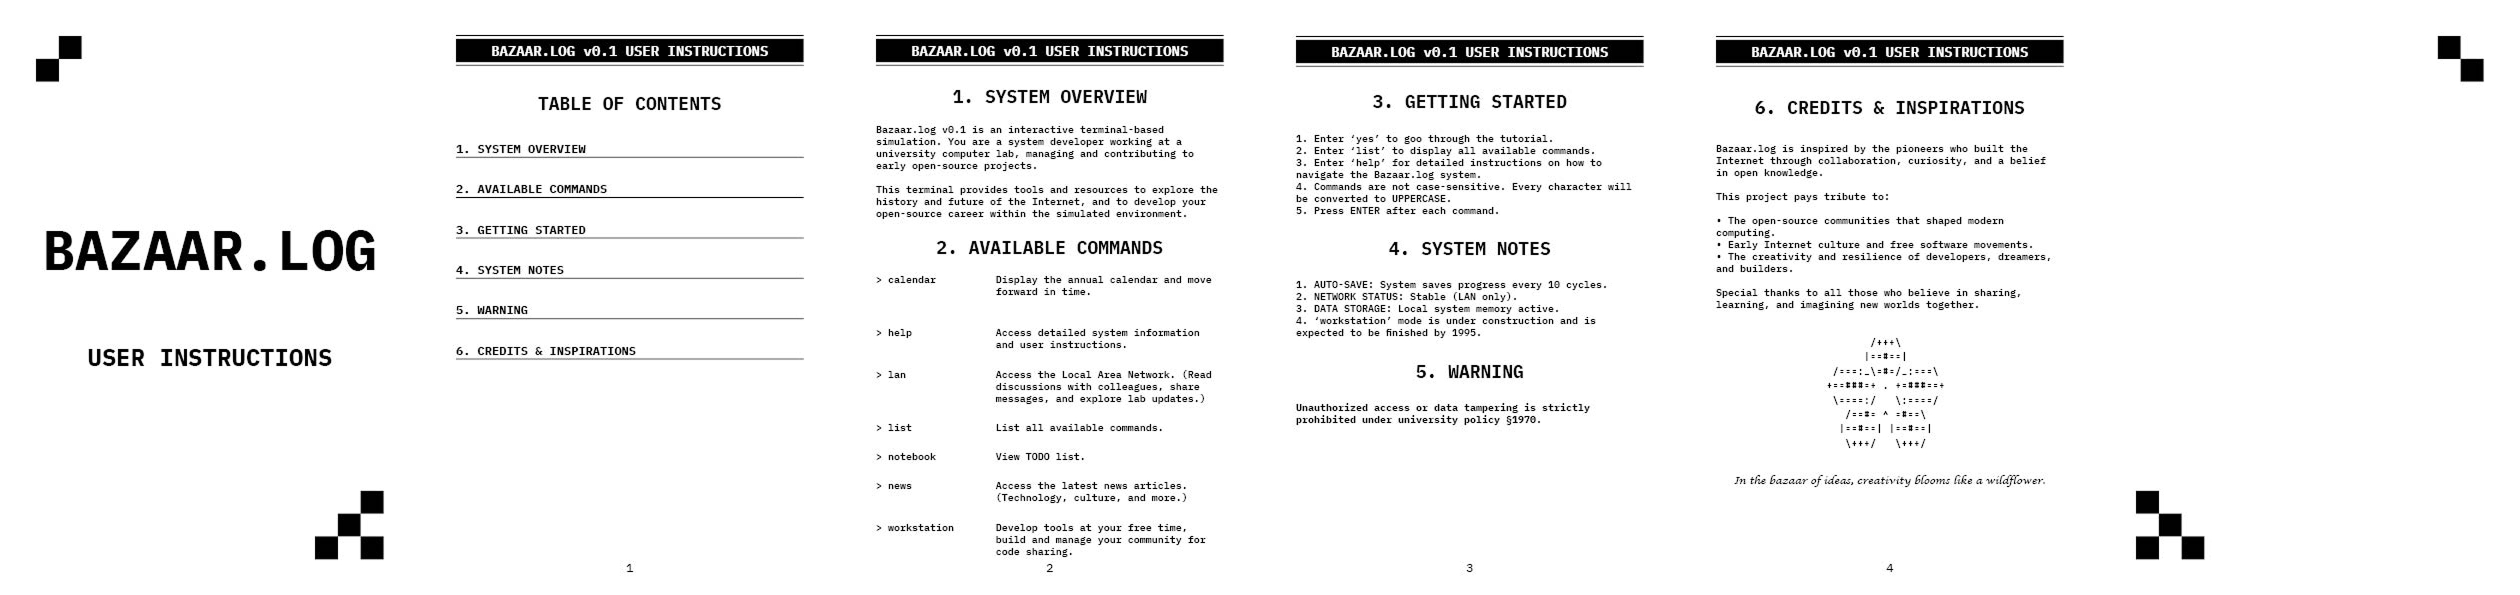 BAZAAR.LOG
USER INSTRUCTIONS
BAZAAR.LOG v0.1 USER INSTRUCTIONS
TABLE OF CONTENTS
1. SYSTEM OVERVIEW
2. AVAILABLE COMMANDS
3. GETTING STARTED
4. SYSTEM NOTES
5. WARNING
6. CREDITS & INSPIRATIONS
1
BAZAAR.LOG v0.1 USER INSTRUCTIONS
1. SYSTEM OVERVIEW
Bazaar.log v0.1 is an interactive terminal-based
simulation. You are a system developer working at a
university computer lab, managing and contributing to
early open-source projects.
This terminal provides tools and resources to explore the
history and future of the Internet, and to develop your
open-source career within the simulated environment.
2. AVAILABLE COMMANDS
> calendar Display the annual calendar and move
forward in time.
> help Access detailed system information
and user instructions.
> lan Access the Local Area Network. (Read
discussions with colleagues, share
messages, and explore lab updates.)
> list List all available commands.
> notebook View TODO list.
> news Access the latest news articles.
(Technology, culture, and more.)
> workstation Develop tools at your free time,
build and manage your community for
code sharing.
2
BAZAAR.LOG v0.1 USER INSTRUCTIONS
3. GETTING STARTED
1. Enter ‘yes’ to goo through the tutorial.
2. Enter ‘list’ to display all available commands.
3. Enter ‘help’ for detailed instructions on how to
navigate the Bazaar.log system.
4. Commands are not case-sensitive. Every character will
be converted to UPPERCASE.
5. Press ENTER after each command.
4. SYSTEM NOTES
1. AUTO-SAVE: System saves progress every 10 cycles.
2. NETWORK STATUS: Stable (LAN only).
3. DATA STORAGE: Local system memory active.
4. ‘workstation’ mode is under construction and is
expected to be finished by 1995.
5. WARNING
Unauthorized access or data tampering is strictly
prohibited under university policy §1970.
3
BAZAAR.LOG v0.1 USER INSTRUCTIONS
6. CREDITS & INSPIRATIONS
Bazaar.log is inspired by the pioneers who built the
Internet through collaboration, curiosity, and a belief
in open knowledge.
This project pays tribute to:
• The open-source communities that shaped modern
computing.
• Early Internet culture and free software movements.
• The creativity and resilience of developers, dreamers,
and builders.
Special thanks to all those who believe in sharing,
learning, and imagining new worlds together.
/+++\
|==#==|
/===:_\=#=/_:===\
+==###=+ . +=###==+
\====:/ \:====/
/==#= ^ =#==\
|==#==| |==#==|
\+++/ \+++/
In the bazaar of ideas, creativity blooms like a wildflower.
4